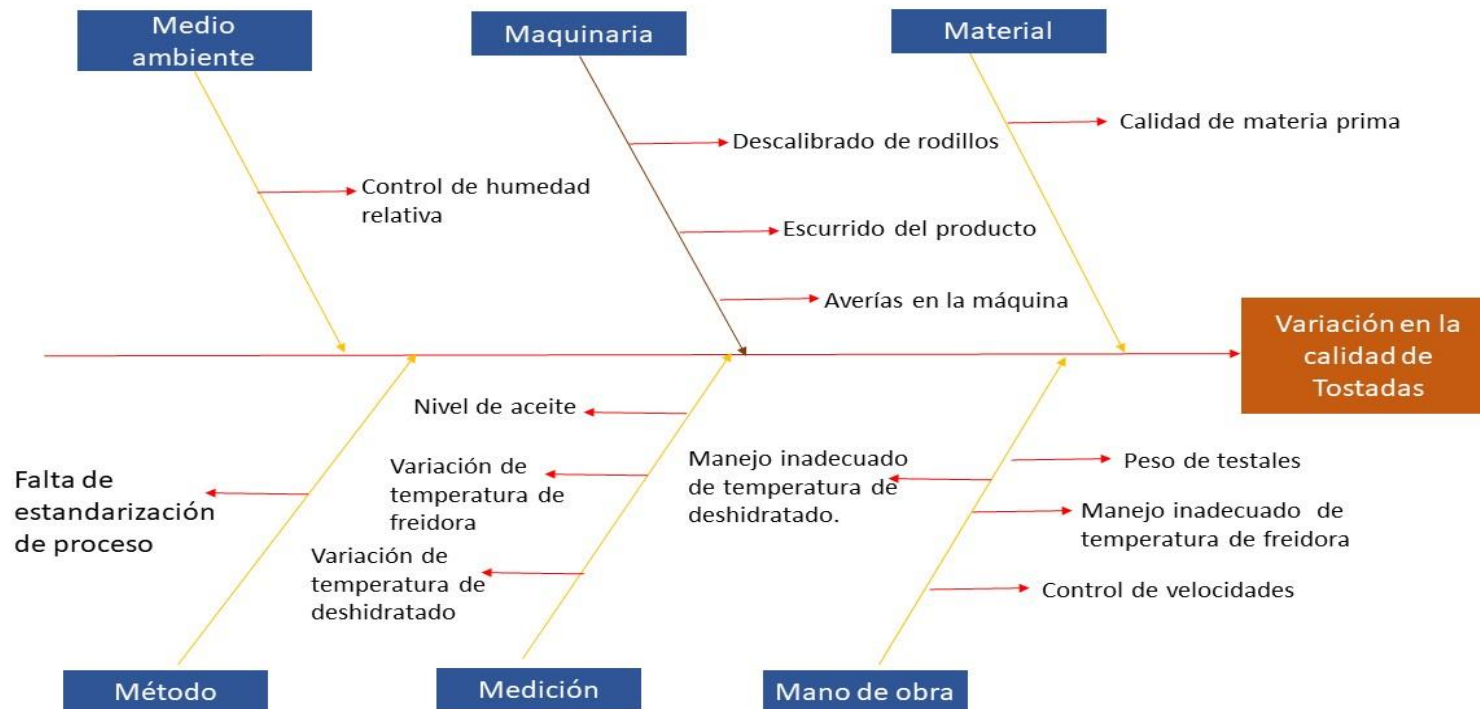 Medio
ambiente
Maquinaria
Material
Calidad de materia prima
Descalibrado de rodillos
Control de humedad
relativa
Escurrido del producto
Averías en la máquina
Variación en la
calidad de
Tostadas
Nivel de aceite
Falta de
estandarización
de proceso
Variación de
temperatura de
freidora
Variación de
temperatura de
deshidratado
Manejo inadecuado
de temperatura de
deshidratado.
Peso de testales
Manejo inadecuado de
temperatura de freidora
Control de velocidades
Método
Medición
Mano de obra